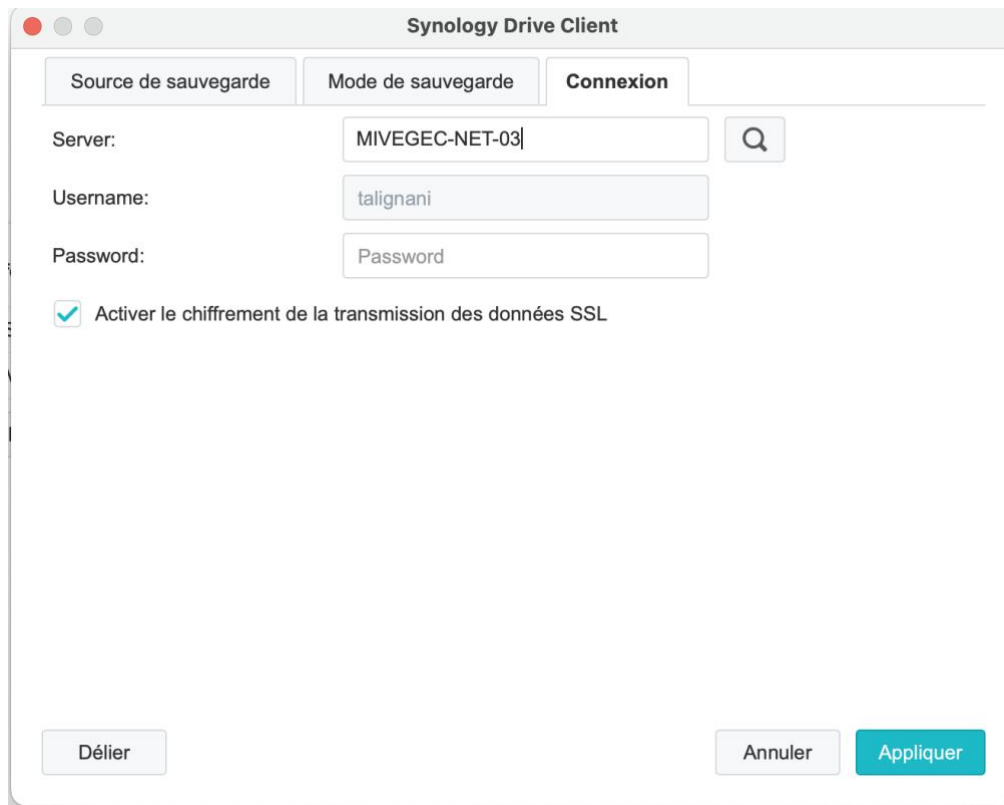 Synology Drive Client
Source de sauvegarde Mode de sauvegarde Connexion
Server: MIVEGEC-NET-03
Username: talignani
Password: Password
Activer le chiffrement de la transmission des données SSL
Délier Annuler Appliquer